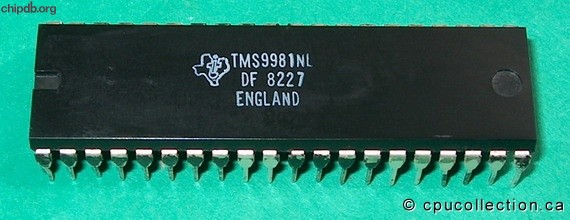 chipdb.org
TMS9981NL
DF 8227
ENGLAND
© cpucollection.ca